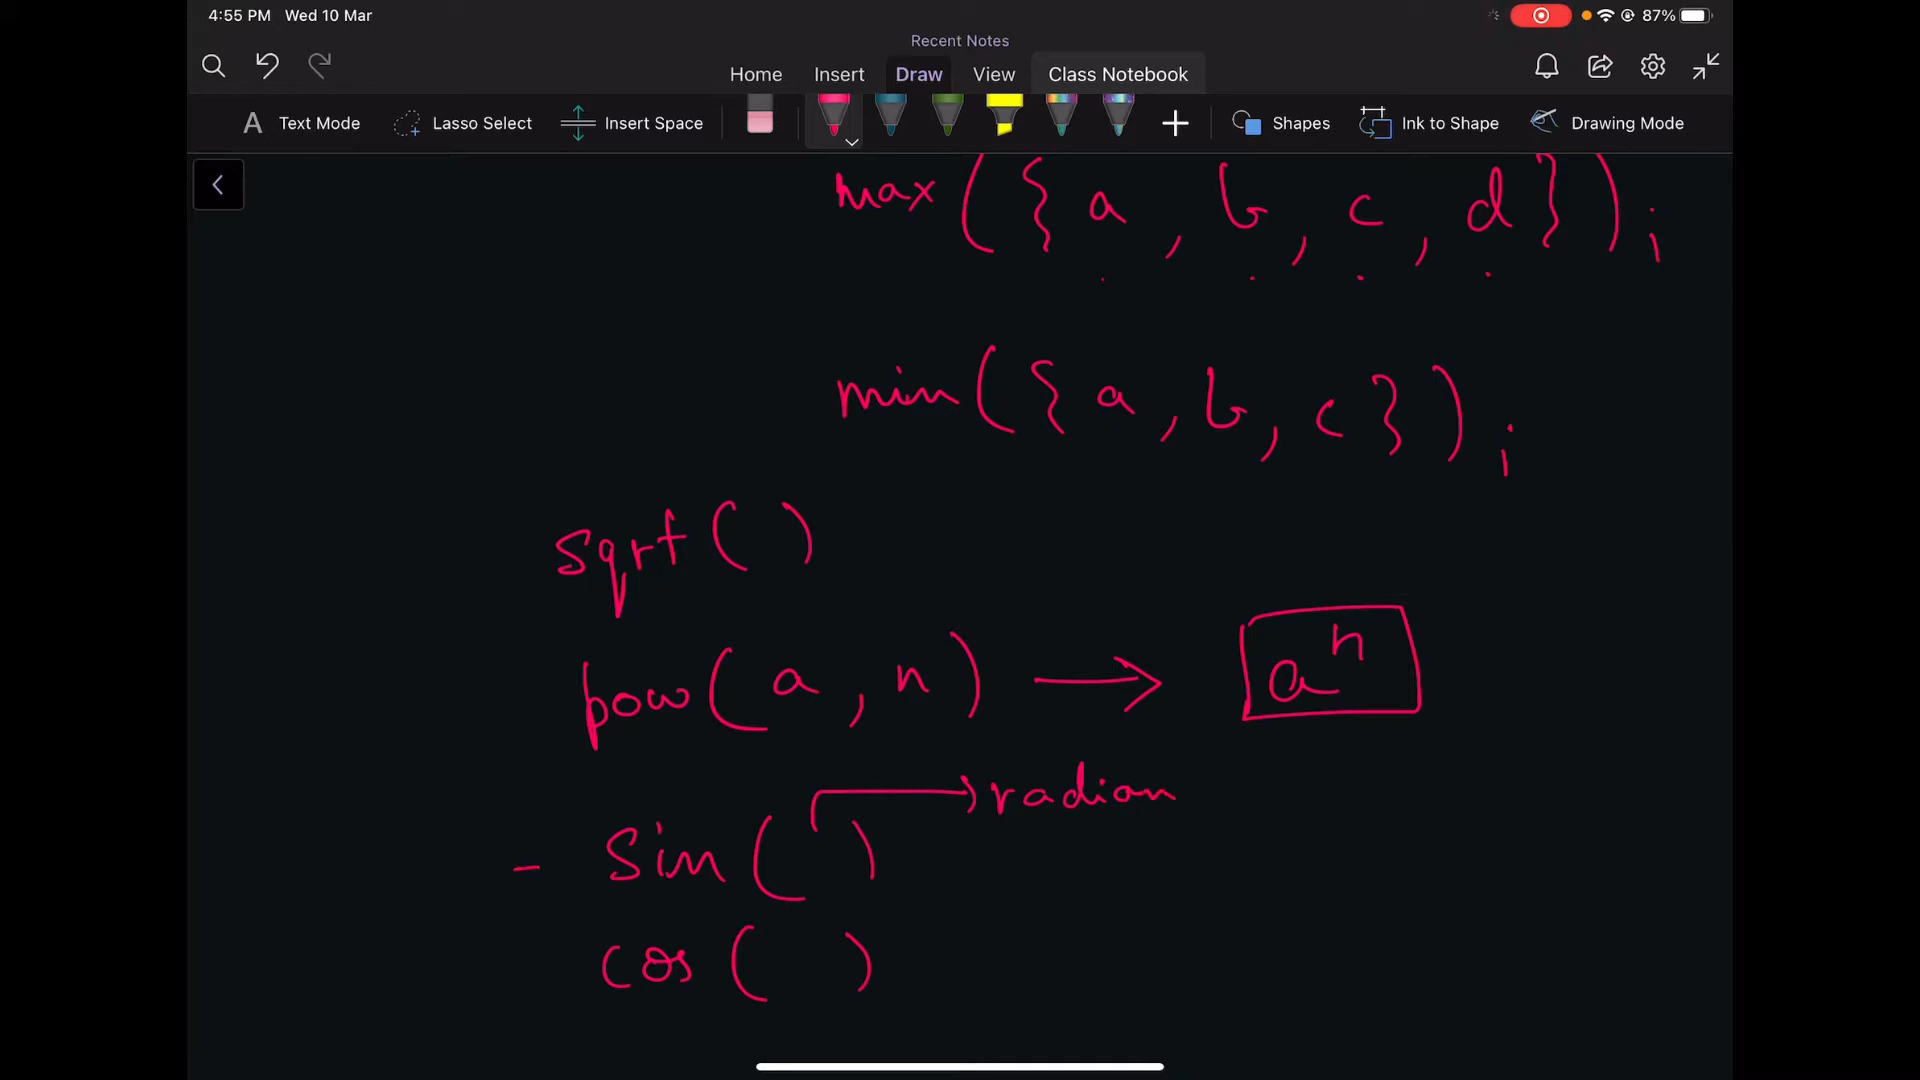 4:55 PM Wed 10 Mar 87%
Recent Notes
Home Insert Draw View Class Notebook
A Text Mode Lasso Select Insert Space Shapes Ink to Shape Drawing Mode
max ( { a , b , c , d } ) ;
min ( { a , b , c } ) ;
sqrt ( )
pow ( a , n ) → aⁿ
→ radian
- Sin ( )
cos ( )